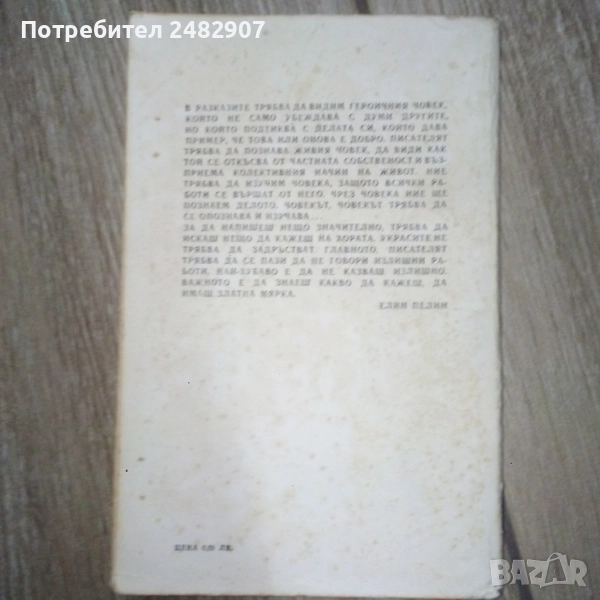 Потребител 2482907
В РАЗКАЗИТЕ ТРЯБВА ДА ВИДИМ ГЕРОИЧНИЯ ЧОВЕК,
КОЙТО НЕ САМО УБЕЖДАВА С ДУМИ ДРУГИТЕ,
НО КОЙТО ПОДТИКВА С ДЕЛАТА СИ, КОЙТО ДАВА
ПРИМЕР, ЧЕ ТОВА ИЛИ ОНОВА Е ДОБРО. ПИСАТЕЛЯТ
ТРЯБВА ДА ПОЗНАВА ЖИВИЯ ЧОВЕК, ДА ВИДИ КАК
ТОЙ СЕ ОТКЪСВА ОТ ЧАСТНАТА СОБСТВЕНОСТ И ВЪЗ-
ПРИЕМА КОЛЕКТИВНИЯ НАЧИН НА ЖИВОТ. НИЕ
ТРЯБВА ДА ИЗУЧИМ ЧОВЕКА, ЗАЩОТО ВСИЧКИ РА-
БОТИ СЕ ВЪРШАТ ОТ НЕГО. ЧРЕЗ ЧОВЕКА НИЕ ЩЕ
ПОЗНАЕМ ДЕЛОТО. ЧОВЕКЪТ, ЧОВЕКЪТ ТРЯБВА ДА
СЕ ОПОЗНАВА И ИЗУЧАВА...
ЗА ДА НАПИШЕШ НЕЩО ЗНАЧИТЕЛНО, ТРЯБВА ДА
ИСКАШ НЕЩО ДА КАЖЕШ НА ХОРАТА. УКРАСИТЕ НЕ
ТРЯБВА ДА ЗАДРЪСТВАТ ГЛАВНОТО. ПИСАТЕЛЯТ
ТРЯБВА ДА СЕ ПАЗИ ДА НЕ ГОВОРИ ИЗЛИШНИ РА-
БОТИ. НАЙ-ХУБАВО Е ДА НЕ КАЗВАШ ИЗЛИШНО.
ВАЖНОТО Е ДА ЗНАЕШ КАКВО ДА КАЖЕШ, ДА
ИМАШ ЗЛАТНА МЯРКА.
ЕЛИН ПЕЛИН
ЦЕНА ЛВ.
BAZAR